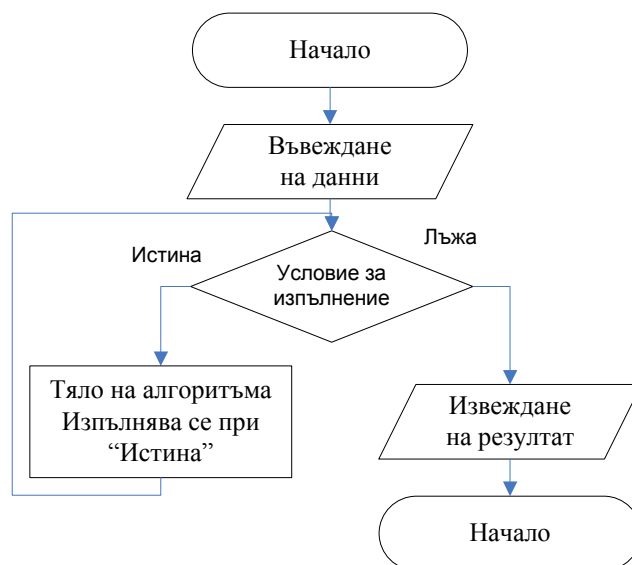 Начало
Въвеждане
на данни
Истина
Лъжа
Условие за
изпълнение
Тяло на алгоритъма
Изпълнява се при
“Истина”
Извеждане
на резултат
Начало